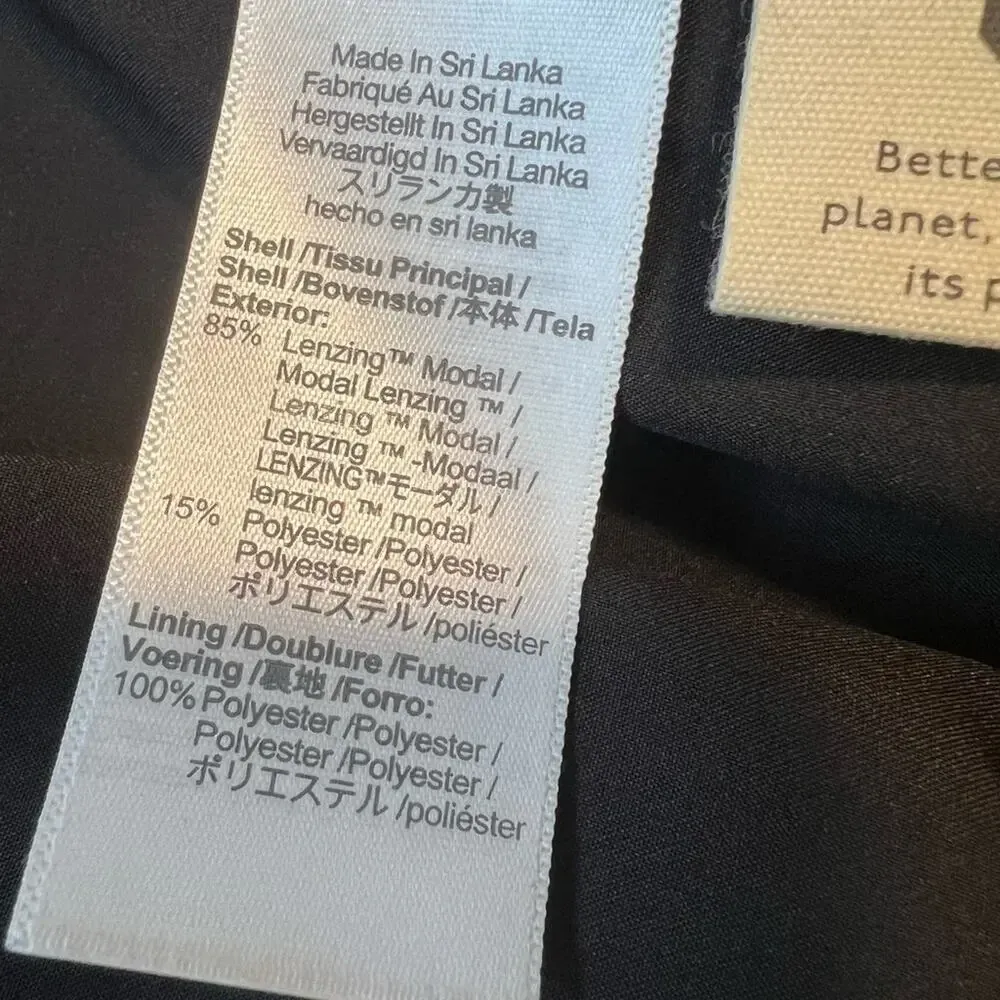 Made In Sri Lanka
Fabriqué Au Sri Lanka
Hergestellt In Sri Lanka
Vervaardigd In Sri Lanka
スリランカ製
hecho en sri lanka
Shell /Tissu Principal /
Shell /Bovenstof /本体 /Tela
Exterior:
85% Lenzing™ Modal /
Modal Lenzing ™ /
Lenzing ™ Modal /
Lenzing ™ -Modaal /
LENZING™モーダル /
lenzing ™ modal
15% Polyester /Polyester /
Polyester /Polyester /
ポリエステル /poliéster
Lining /Doublure /Futter /
Voering /裏地 /Forro:
100% Polyester /Polyester /
Polyester /Polyester /
ポリエステル /poliéster
planet,
its